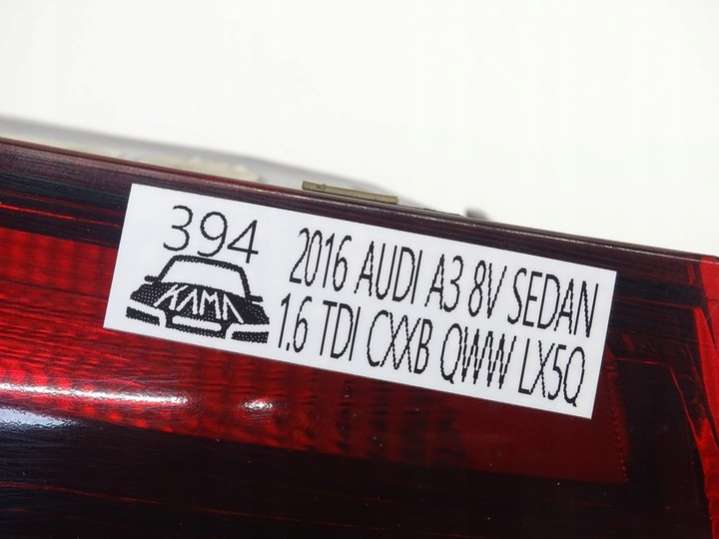 394
KAMA
2016 AUDI A3 8V SEDAN
1.6 TDI CXXB QWW LX5Q